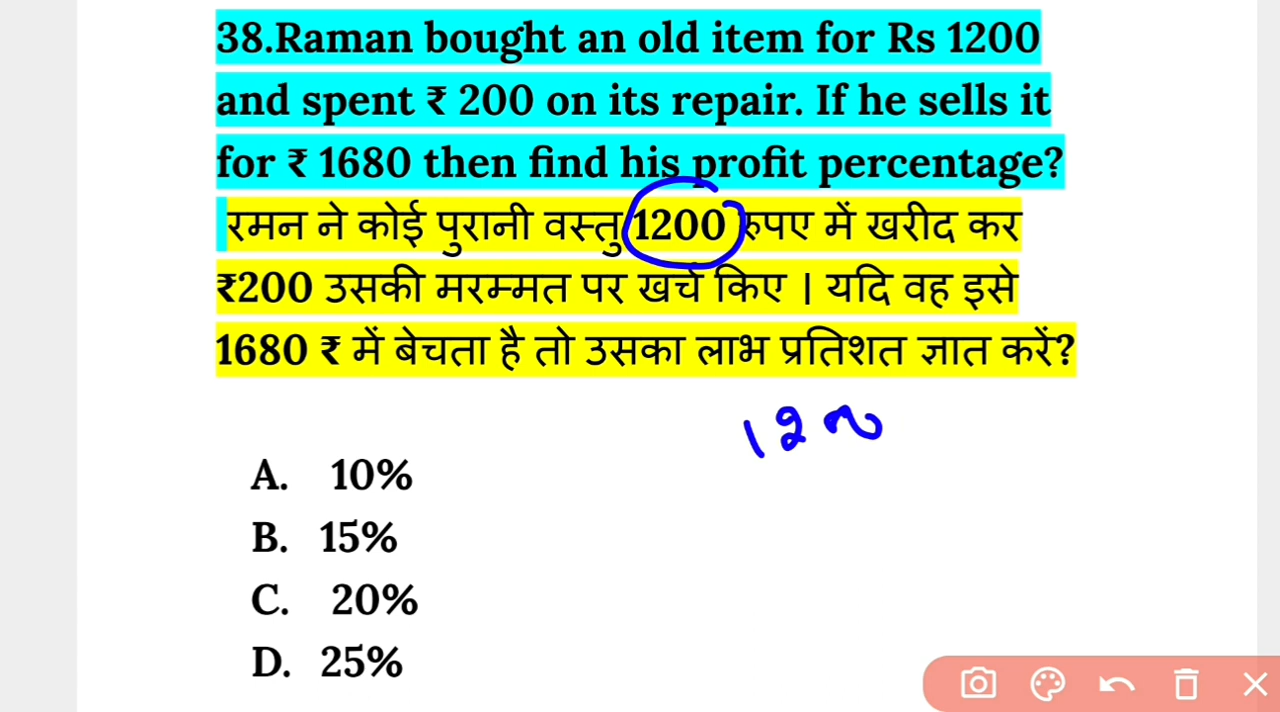 38.Raman bought an old item for Rs 1200
and spent ₹ 200 on its repair. If he sells it
for ₹ 1680 then find his profit percentage?
रमन ने कोई पुरानी वस्तु 1200 रुपए में खरीद कर
₹200 उसकी मरम्मत पर खर्च किए । यदि वह इसे
1680 ₹ में बेचता है तो उसका लाभ प्रतिशत ज्ञात करें?
1200
A. 10%
B. 15%
C. 20%
D. 25%